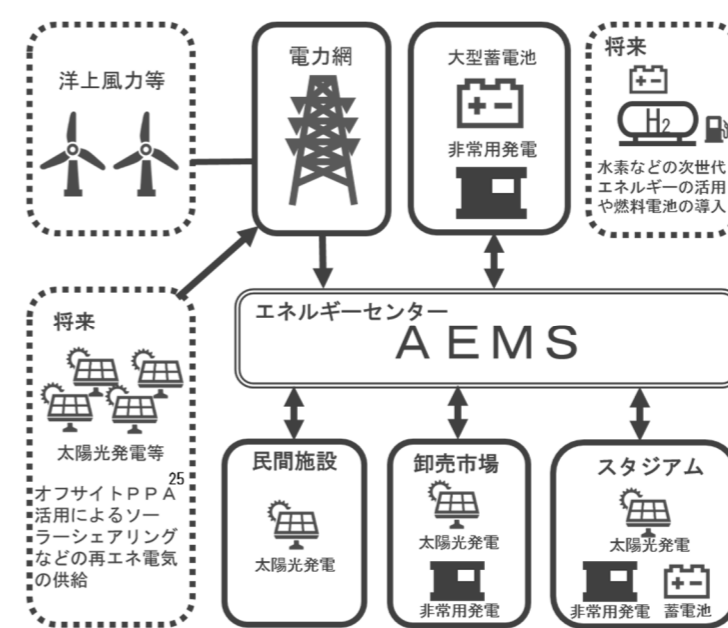 洋上風力等
電力網
大型蓄電池
非常用発電
将来
H2
水素などの次世代
エネルギーの活用
や燃料電池の導入
エネルギーセンター
AEMS
将来
太陽光発電等
オフサイトPPA25
活用によるソー
ラーシェアリング
などの再エネ電気
の供給
民間施設
太陽光発電
卸売市場
太陽光発電
非常用発電
スタジアム
太陽光発電
非常用発電
蓄電池